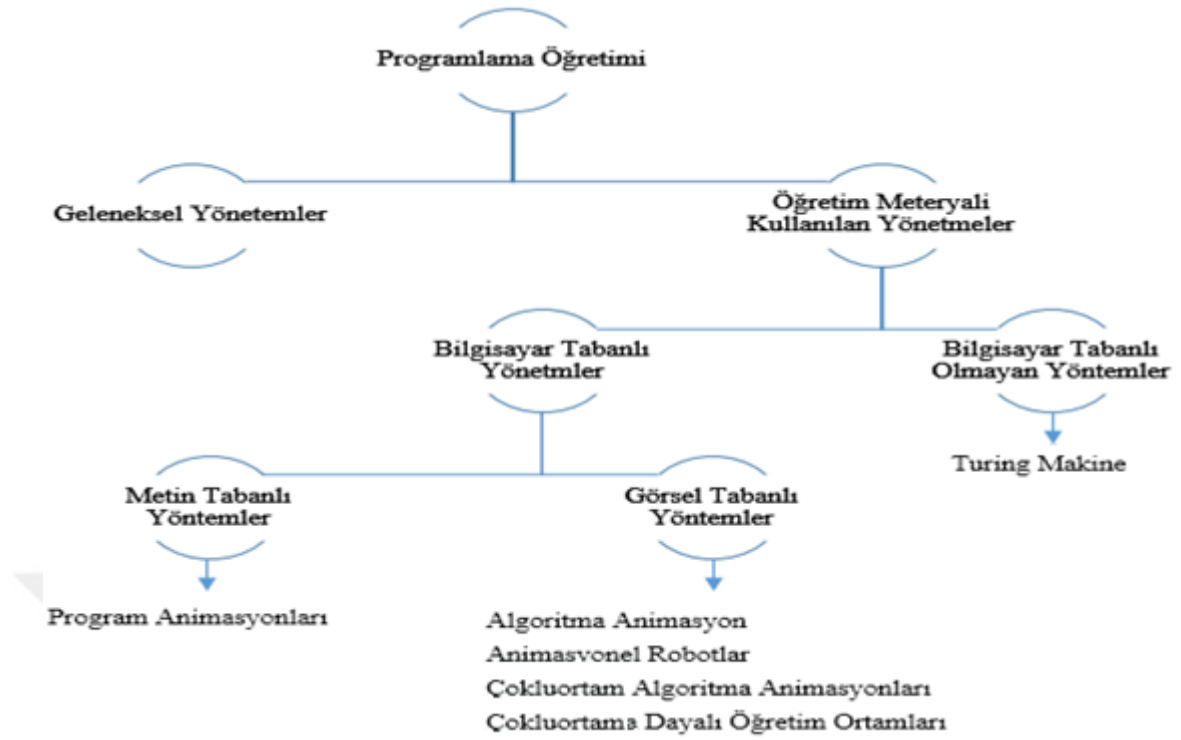 Programlama Öğretimi
Geleneksel Yönetemler
Öğretim Meteryali
Kullanılan Yönetmeler
Bilgisayar Tabanlı
Yönetmler
Bilgisayar Tabanlı
Olmayan Yöntemler
Turing Makine
Metin Tabanlı
Yöntemler
Görsel Tabanlı
Yöntemler
Program Animasyonları
Algoritma Animasyon
Animasyonel Robotlar
Çokluortam Algoritma Animasyonları
Çokluortama Dayalı Öğretim Ortamları